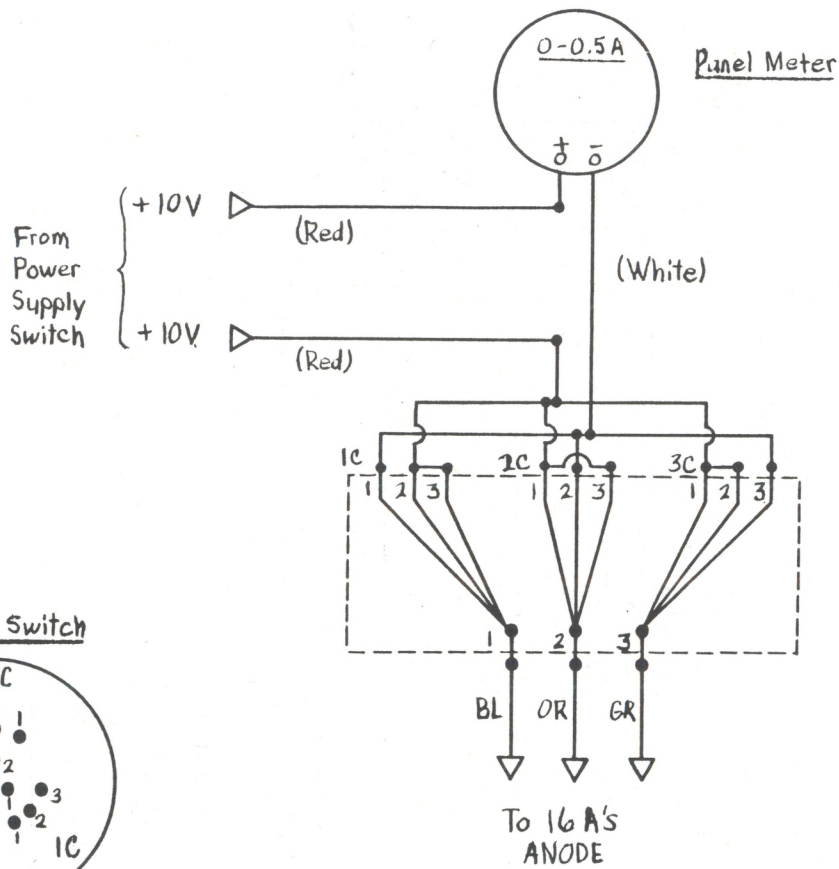 0-0.5A
Panel Meter
+ -
+10V
(Red)
From
Power
Supply
Switch
(White)
+10V
(Red)
1C 2C 3C
1 2 3 1 2 3 1 2 3
1 2 3
Switch
C
BL OR GR
1
2
1 3
2
1
1C
To 16A's
ANODE